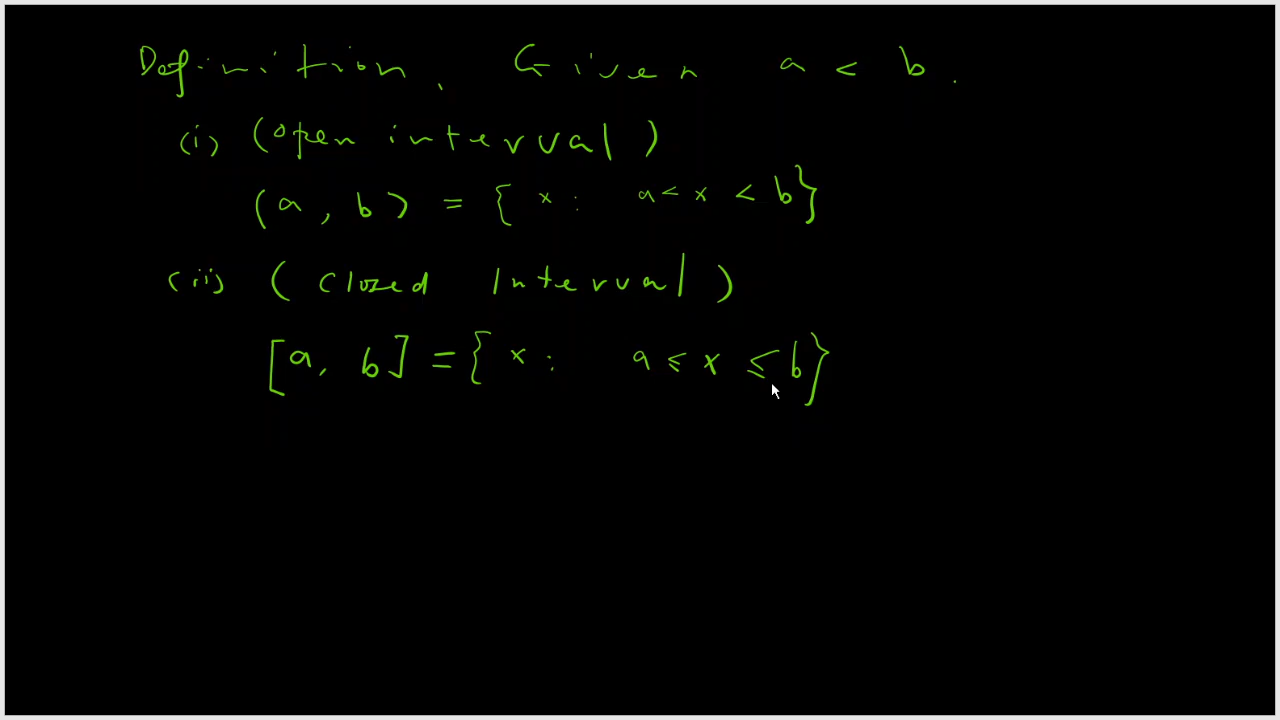 Definition. Given a < b.
(i) (open interval)
(a, b) = { x : a < x < b}
(ii) (closed interval)
[a, b] = { x : a ≤ x ≤ b}